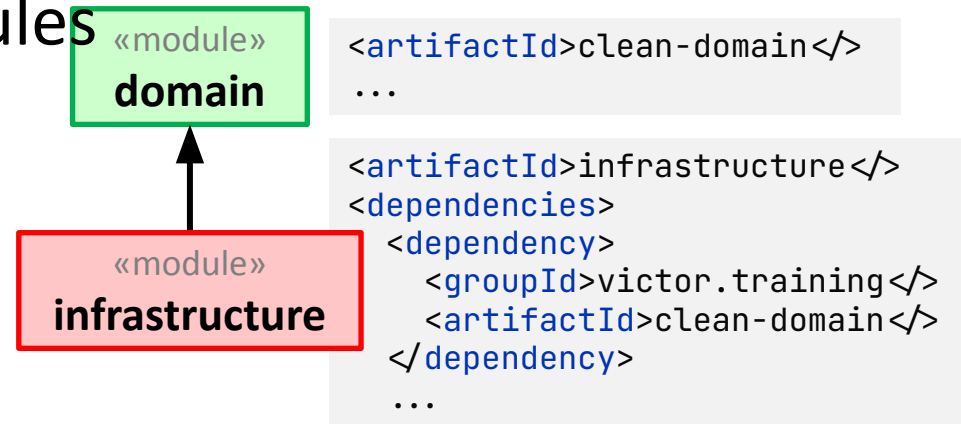 ules
«module»
domain
<artifactId>clean-domain</>
...
«module»
infrastructure
<artifactId>infrastructure</>
<dependencies>
<dependency>
<groupId>victor.training</>
<artifactId>clean-domain</>
</dependency>
...